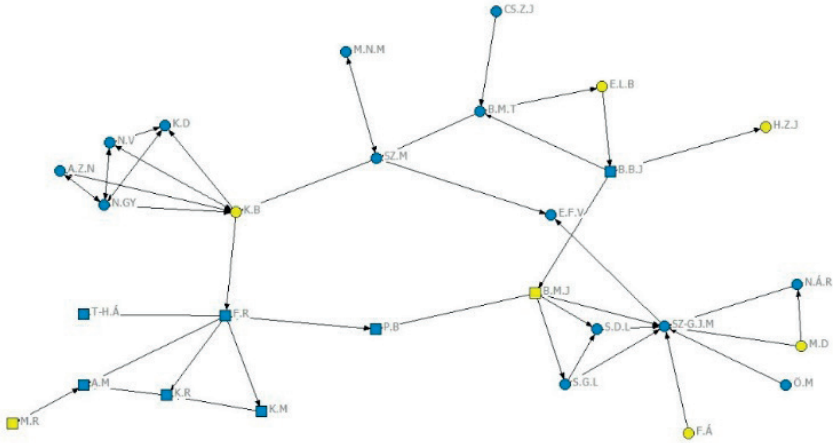 CS.Z.J
M.N.M
E.L.B
B.M.T
H.Z.J
K.D
N.V
SZ.M
A.Z.N
B.B.J
N.GY
K.B
E.F.V
N.Á.R
B.M.J
T-H.Á
F.R
P.B
S.D.L
SZ-G.J.M
M.D
A.M
K.R
S.G.L
Ö.M
K.M
M.R
F.Á